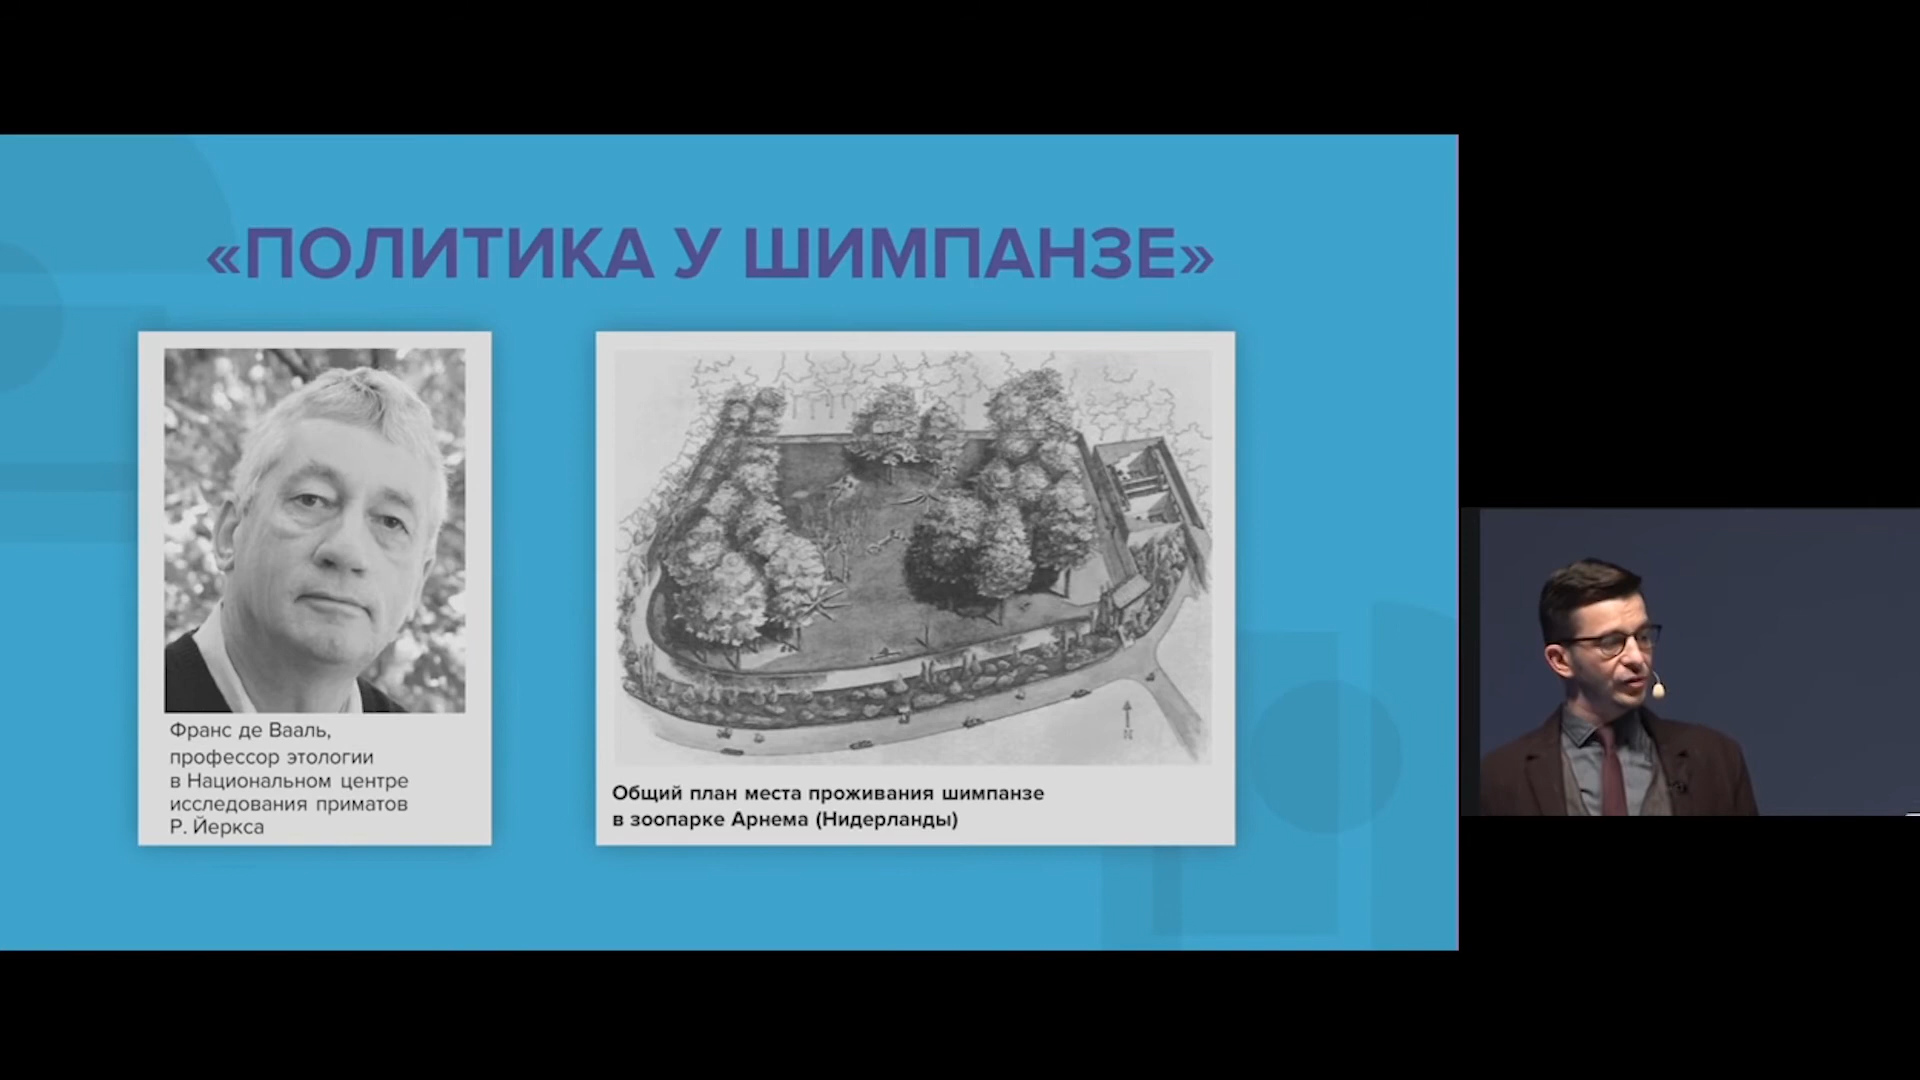 «ПОЛИТИКА У ШИМПАНЗЕ»
Франс де Вааль,
профессор этологии
в Национальном центре
исследования приматов
Р. Йеркса
N
Общий план места проживания шимпанзе
в зоопарке Арнема (Нидерланды)